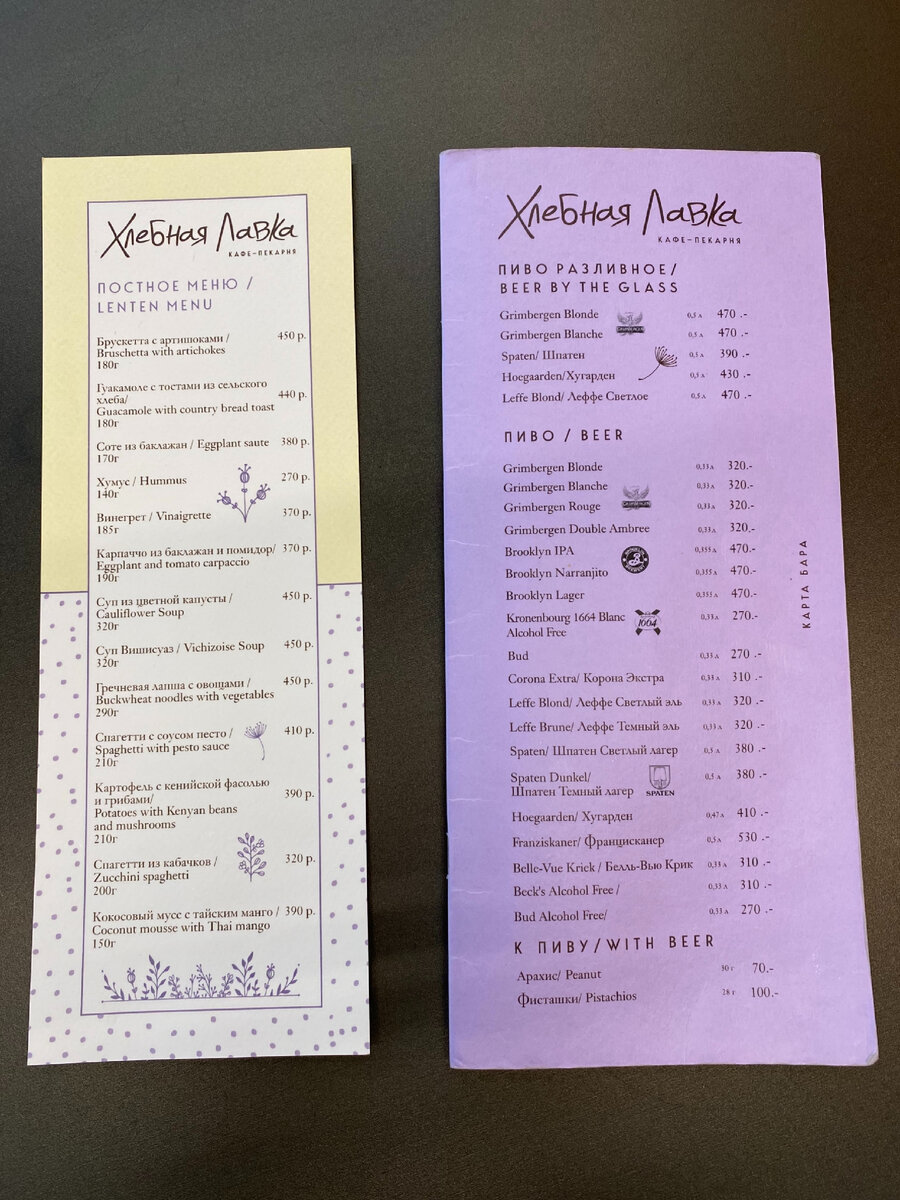 Хлебная Лавка
КАФЕ-ПЕКАРНЯ
ПОСТНОЕ МЕНЮ /
LENTEN MENU
Брускетта с артишоками / 450 р.
Bruschetta with artichokes
180г
Гуакамоле с тостами из сельского
хлеба/ 440 р.
Guacamole with country bread toast
180г
Соте из баклажан / Eggplant saute 380 р.
170г
Хумус / Hummus 270 р.
140г
Винегрет / Vinaigrette 370 р.
185г
Карпаччо из баклажан и помидор/ 370 р.
Eggplant and tomato carpaccio
190г
Суп из цветной капусты / 450 р.
Cauliflower Soup
320г
Суп Вишисуаз / Vichizoise Soup 450 р.
320г
Гречневая лапша с овощами / 450 р.
Buckwheat noodles with vegetables
290г
Спагетти с соусом песто / 410 р.
Spaghetti with pesto sauce
210г
Картофель с кенийской фасолью
и грибами/ 390 р.
Potatoes with Kenyan beans
and mushrooms
210г
Спагетти из кабачков / 320 р.
Zucchini spaghetti
200г
Кокосовый мусс с тайским манго / 390 р.
Coconut mousse with Thai mango
150г
Хлебная Лавка
КАФЕ-ПЕКАРНЯ
ПИВО РАЗЛИВНОЕ/
BEER BY THE GLASS
Grimbergen Blonde 0,5 л 470 .-
GRIMBERGEN
Grimbergen Blanche 0,5 л 470 .-
Spaten/ Шпатен 0,5 л 390 .-
Hoegaarden/Хугарден 0,5 л 430 .-
Leffe Blond/ Леффе Светлое 0,5 л 470 .-
ПИВО / BEER
Grimbergen Blonde 0,33 л 320.-
Grimbergen Blanche 0,33 л 320.-
GRIMBERGEN
Grimbergen Rouge 0,33 л 320.-
Grimbergen Double Ambree 0,33 л 320.-
Brooklyn IPA 0,355 л 470.-
BROOKLYN BREWERY
Brooklyn Narranjito 0,355 л 470.-
Brooklyn Lager 0,355 л 470.-
Kronenbourg 1664 Blanc 0,33 л 270.-
Alcohol Free
1664
Bud 0,33 л 270 .-
Corona Extra/ Корона Экстра 0,33 л 310 .-
Leffe Blond/ Леффе Светлый эль 0,33 л 320 .-
Leffe Brune/ Леффе Темный эль 0,33 л 320 .-
Spaten/ Шпатен Светлый лагер 0,5 л 380 .-
Spaten Dunkel/ 0,5 л 380 .-
Шпатен Темный лагер
SPATEN
Hoegaarden/ Хугарден 0,47 л 410 .-
Franziskaner/ Францисканер 0,5 л 530 .-
Belle-Vue Kriek / Белль-Вью Крик 0,33 л 310 .-
Beck's Alcohol Free / 0,33 л 310 .-
Bud Alcohol Free/ 0,33 л 270 .-
К ПИВУ/WITH BEER
Арахис/ Peanut 30 г 70.-
Фисташки/ Pistachios 28 г 100.-
КАРТА БАРА